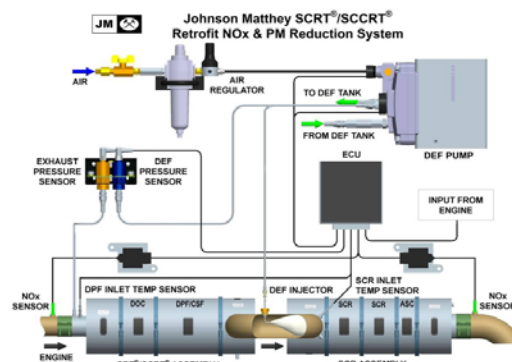 JM
Johnson Matthey SCRT®/SCCRT®
Retrofit NOx & PM Reduction System
AIR
AIR
REGULATOR
TO DEF TANK
FROM DEF TANK
DEF PUMP
EXHAUST
PRESSURE
SENSOR
DEF
PRESSURE
SENSOR
ECU
INPUT FROM
ENGINE
NOx
SENSOR
DPF INLET TEMP SENSOR
DEF INJECTOR
SCR INLET
TEMP SENSOR
NOx
SENSOR
DOC
DPF/CSF
SCR
SCR
ASC
ENGINE